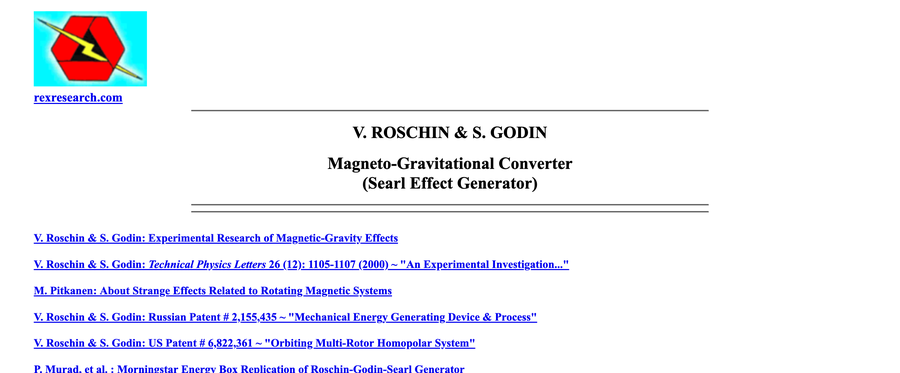 rexresearch.com
V. ROSCHIN & S. GODIN
Magneto-Gravitational Converter
(Searl Effect Generator)
V. Roschin & S. Godin: Experimental Research of Magnetic-Gravity Effects
V. Roschin & S. Godin: Technical Physics Letters 26 (12): 1105-1107 (2000) ~ "An Experimental Investigation..."
M. Pitkanen: About Strange Effects Related to Rotating Magnetic Systems
V. Roschin & S. Godin: Russian Patent # 2,155,435 ~ "Mechanical Energy Generating Device & Process"
V. Roschin & S. Godin: US Patent # 6,822,361 ~ "Orbiting Multi-Rotor Homopolar System"
P. Murad, et al. : Morningstar Energy Box Replication of Roschin-Godin-Searl Generator